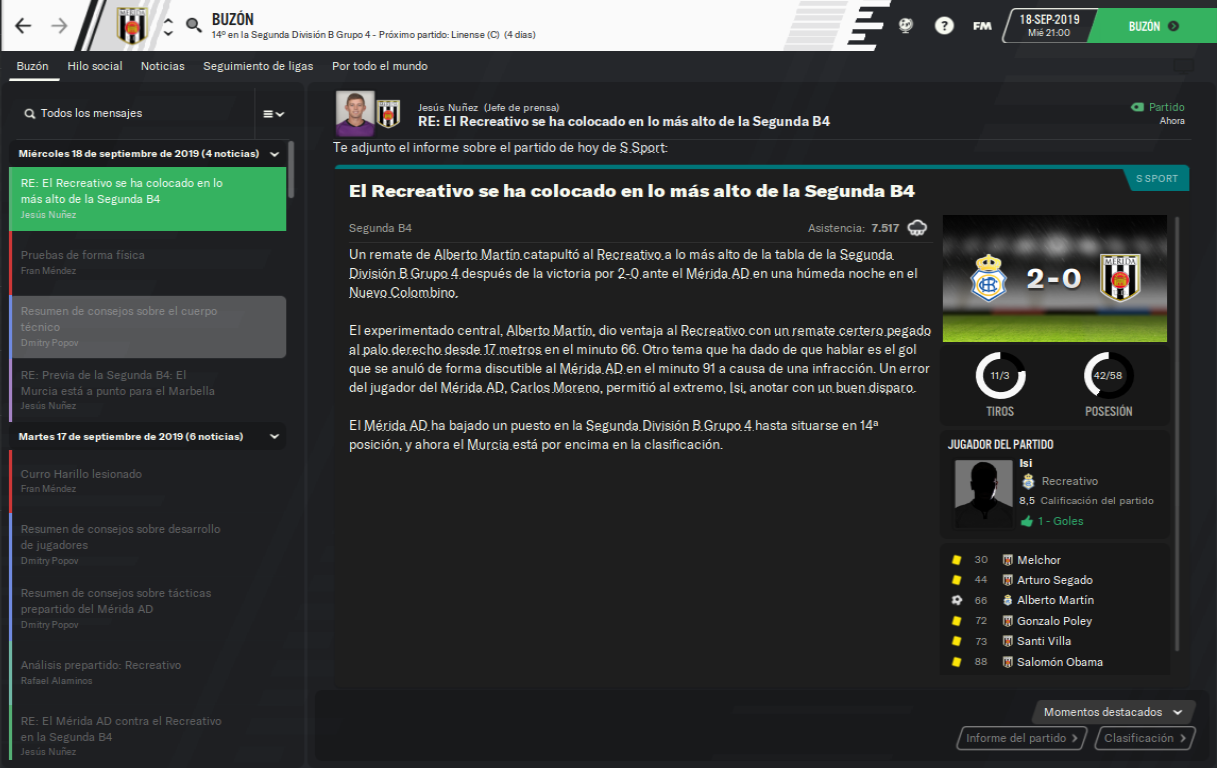 BUZÓN
14º en la Segunda División B Grupo 4 - Próximo partido: Linense (C) (4 días)
?
FM
18-SEP-2019
Mié 21:00
BUZÓN
Buzón
Hilo social
Noticias
Seguimiento de ligas
Por todo el mundo
Todos los mensajes
Miércoles 18 de septiembre de 2019 (4 noticias)
RE: El Recreativo se ha colocado en lo
más alto de la Segunda B4
Jesús Nuñez
Pruebas de forma física
Fran Méndez
Resumen de consejos sobre el cuerpo
técnico
Dmitry Popov
RE: Previa de la Segunda B4: El
Murcia está a punto para el Marbella
Jesús Nuñez
Martes 17 de septiembre de 2019 (6 noticias)
Curro Harillo lesionado
Fran Méndez
Resumen de consejos sobre desarrollo
de jugadores
Dmitry Popov
Resumen de consejos sobre tácticas
prepartido del Mérida AD
Dmitry Popov
Análisis prepartido: Recreativo
Rafael Alaminos
RE: El Mérida AD contra el Recreativo
en la Segunda B4
Jesús Nuñez
Jesús Nuñez (Jefe de prensa)
RE: El Recreativo se ha colocado en lo más alto de la Segunda B4
Partido
Ahora
Te adjunto el informe sobre el partido de hoy de S Sport:
S SPORT
El Recreativo se ha colocado en lo más alto de la Segunda B4
Segunda B4
Asistencia: 7.517
Un remate de Alberto Martín catapultó al Recreativo a lo más alto de la tabla de la Segunda
División B Grupo 4 después de la victoria por 2-0 ante el Mérida AD en una húmeda noche en el
Nuevo Colombino.
El experimentado central, Alberto Martín, dio ventaja al Recreativo con un remate certero pegado
al palo derecho desde 17 metros en el minuto 66. Otro tema que ha dado de que hablar es el gol
que se anuló de forma discutible al Mérida AD en el minuto 91 a causa de una infracción. Un error
del jugador del Mérida AD, Carlos Moreno, permitió al extremo, Isi, anotar con un buen disparo.
El Mérida AD ha bajado un puesto en la Segunda División B Grupo 4 hasta situarse en 14ª
posición, y ahora el Murcia está por encima en la clasificación.
2-0
MÉRIDA
11/3
42/58
TIROS
POSESIÓN
JUGADOR DEL PARTIDO
Isi
Recreativo
8,5 Calificación del partido
1 - Goles
30 Melchor
44 Arturo Segado
66 Alberto Martín
72 Gonzalo Poley
73 Santi Villa
88 Salomón Obama
Momentos destacados
Informe del partido
Clasificación